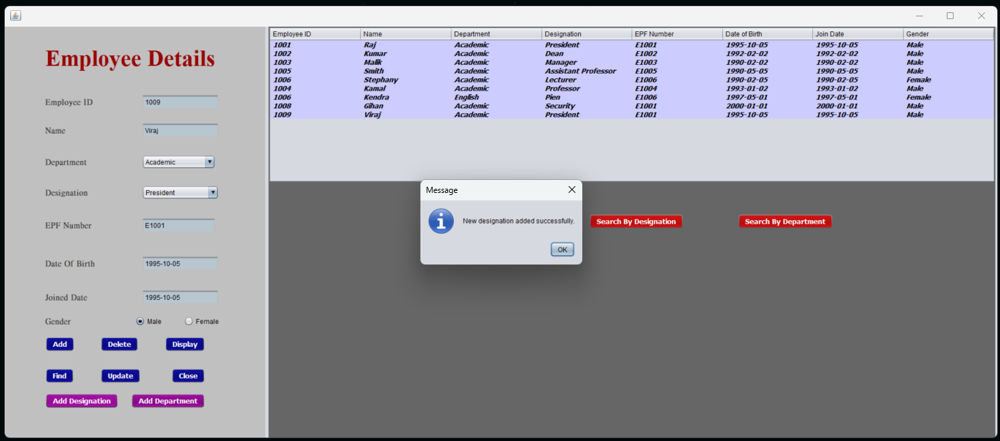 Employee Details
Employee ID 1009
Name Viraj
Department Academic
Designation President
EPF Number E1001
Date Of Birth 1995-10-05
Joined Date 1995-10-05
Gender Male Female
Add Delete Display
Find Update Close
Add Designation Add Department
Employee ID Name Department Designation EPF Number Date of Birth Join Date Gender
1001 Raj Academic President E1001 1995-10-05 1995-10-05 Male
1002 Kumar Academic Dean E1002 1992-02-02 1992-02-02 Male
1003 Malik Academic Manager E1003 1990-02-02 1990-02-02 Male
1005 Smith Academic Assistant Professor E1005 1990-05-05 1990-05-05 Male
1006 Stephany Academic Lecturer E1006 1990-02-05 1990-02-05 Female
1004 Kamal Academic Professor E1004 1993-01-02 1993-01-02 Male
1006 Kendra English Pien E1006 1997-05-01 1997-05-01 Female
1008 Gihan Academic Security E1001 2000-01-01 2000-01-01 Male
1009 Viraj Academic President E1001 1995-10-05 1995-10-05 Male
Message
New designation added successfully.
OK
Search By Designation Search By Department